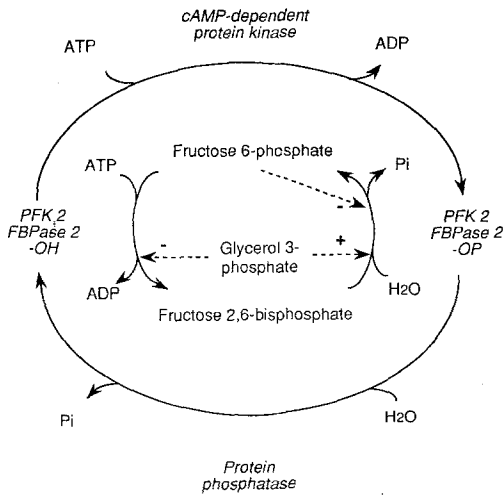 cAMP-dependent
protein kinase
ATP
ADP
ATP
Fructose 6-phosphate
Pi
PFK 2
FBPase 2
-OH
-
-
Glycerol 3-
phosphate
+
PFK 2
FBPase 2
-OP
ADP
H2O
Fructose 2,6-bisphosphate
Pi
H2O
Protein
phosphatase